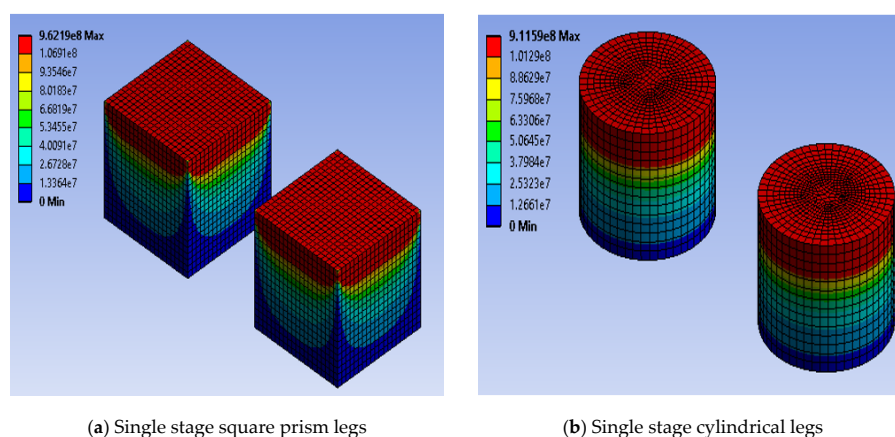 9.6219e8 Max
1.0691e8
9.3546e7
8.0183e7
6.6819e7
5.3455e7
4.0091e7
2.6728e7
1.3364e7
0 Min
9.1159e8 Max
1.0129e8
8.8629e7
7.5968e7
6.3306e7
5.0645e7
3.7984e7
2.5323e7
1.2661e7
0 Min
(a) Single stage square prism legs
(b) Single stage cylindrical legs